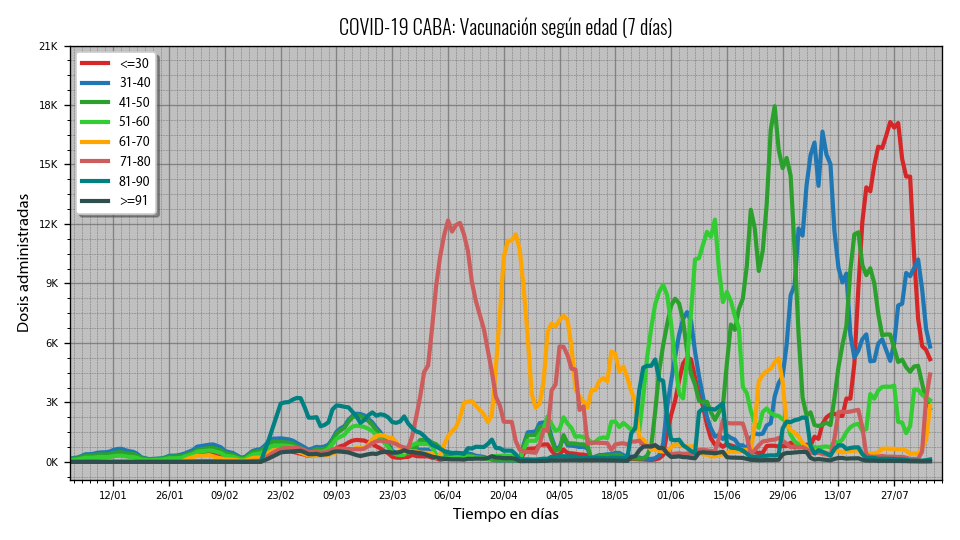 COVID-19 CABA: Vacunación según edad (7 días)
21K
18K
15K
12K
9K
6K
3K
0K
Dosis administradas
<=30
31-40
41-50
51-60
61-70
71-80
81-90
>=91
12/01 26/01 09/02 23/02 09/03 23/03 06/04 20/04 04/05 18/05 01/06 15/06 29/06 13/07 27/07
Tiempo en días